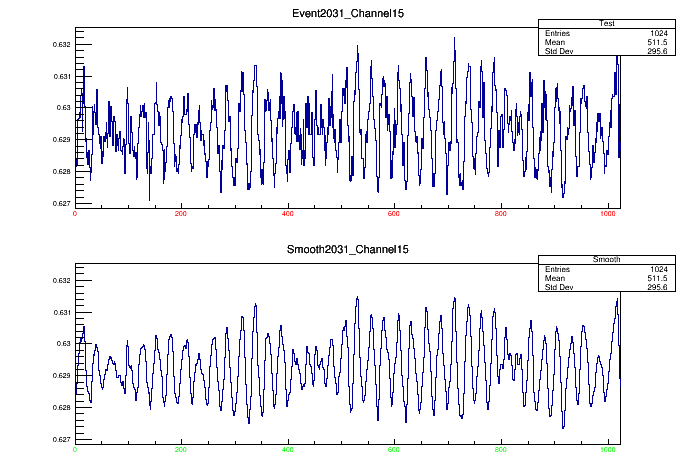 Event2031_Channel15
Test
Entries 1024
Mean 511.5
Std Dev 295.6
0.632
0.631
0.63
0.629
0.628
0.627
0 200 400 600 800 1000
Smooth2031_Channel15
Smooth
Entries 1024
Mean 511.5
Std Dev 295.6
0.632
0.631
0.63
0.629
0.628
0.627
0 200 400 600 800 1000